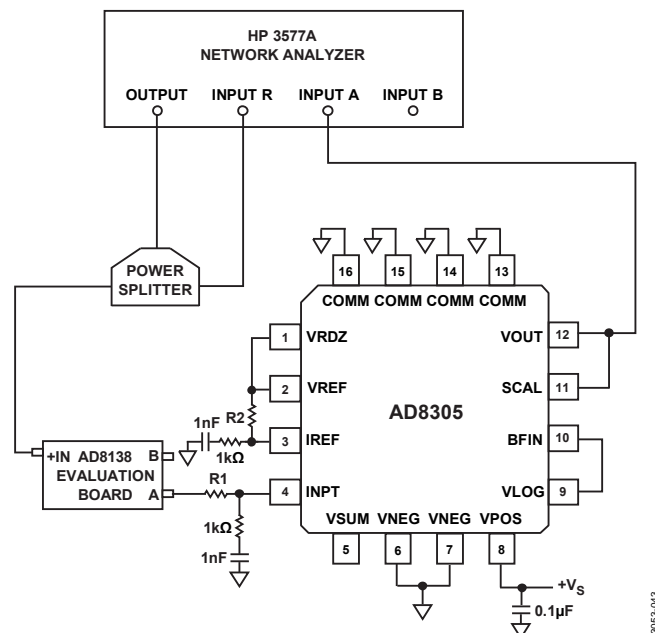 HP 3577A
NETWORK ANALYZER
OUTPUT INPUT R INPUT A INPUT B
POWER
SPLITTER
16 15 14 13
COMM COMM COMM COMM
1 VRDZ
VOUT 12
2 VREF
SCAL 11
R2
AD8305
1nF
1kΩ
3 IREF
BFIN 10
+IN AD8138 B
EVALUATION
BOARD A
R1
4 INPT
VLOG 9
1kΩ
1nF
VSUM VNEG VNEG VPOS
5 6 7 8
+VS
0.1µF